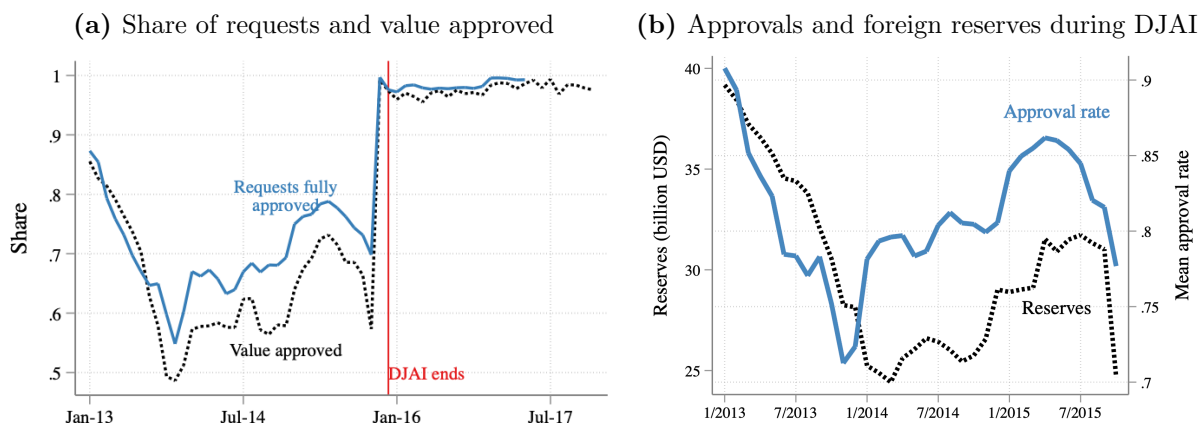 (a) Share of requests and value approved
Share
1
.9
.8
.7
.6
.5
Requests fully
approved
Value approved
DJAI ends
Jan-13
Jul-14
Jan-16
Jul-17
(b) Approvals and foreign reserves during DJAI
Reserves (billion USD)
40
35
30
25
Approval rate
Reserves
.9
.85
.8
.75
.7
Mean approval rate
1/2013
7/2013
1/2014
7/2014
1/2015
7/2015